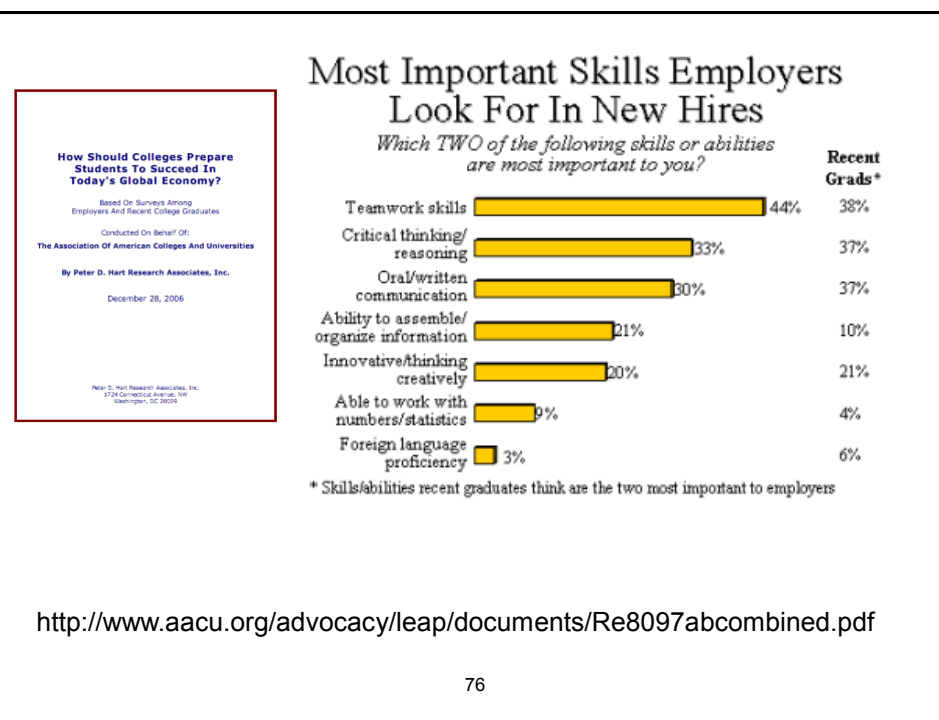 How Should Colleges Prepare
Students To Succeed In
Today's Global Economy?
Based On Surveys Among
Employers And Recent College Graduates
Conducted On Behalf Of:
The Association Of American Colleges And Universities
By Peter D. Hart Research Associates, Inc.
December 28, 2006
Peter D. Hart Research Associates, Inc.
1724 Connecticut Avenue, NW
Washington, DC 20009
Most Important Skills Employers
Look For In New Hires
Which TWO of the following skills or abilities
are most important to you?
Recent
Grads*
Teamwork skills 44% 38%
Critical thinking/
reasoning 33% 37%
Oral/written
communication 30% 37%
Ability to assemble/
organize information 21% 10%
Innovative/thinking
creatively 20% 21%
Able to work with
numbers/statistics 9% 4%
Foreign language
proficiency 3% 6%
* Skills/abilities recent graduates think are the two most important to employers
http://www.aacu.org/advocacy/leap/documents/Re8097abcombined.pdf
76